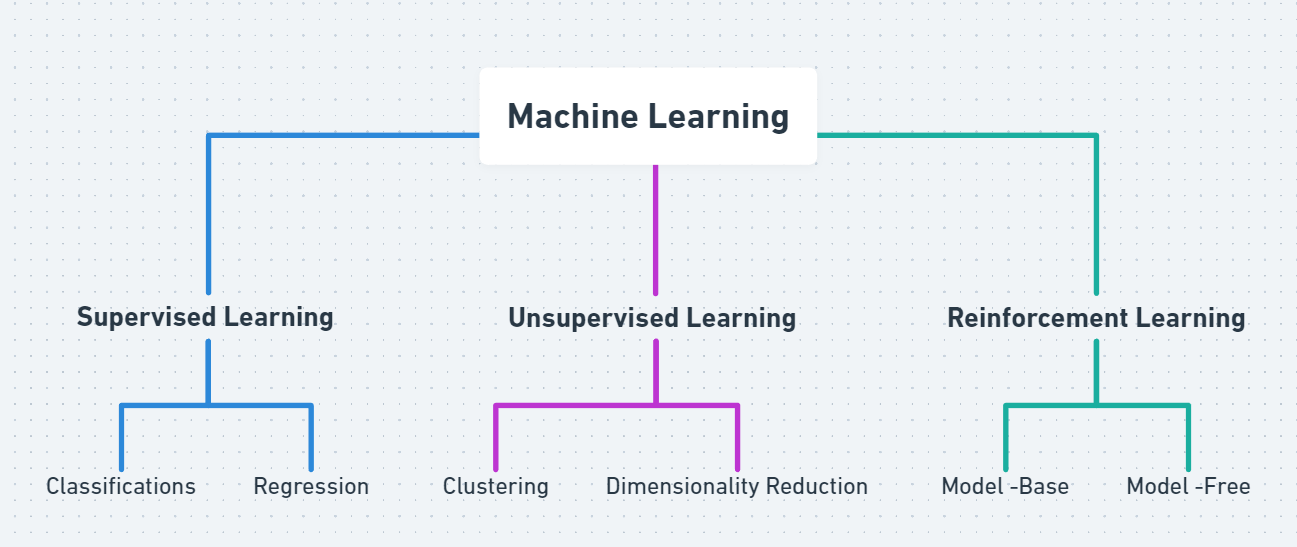 Machine Learning
Supervised Learning
Unsupervised Learning
Reinforcement Learning
Classifications
Regression
Clustering
Dimensionality Reduction
Model -Base
Model -Free